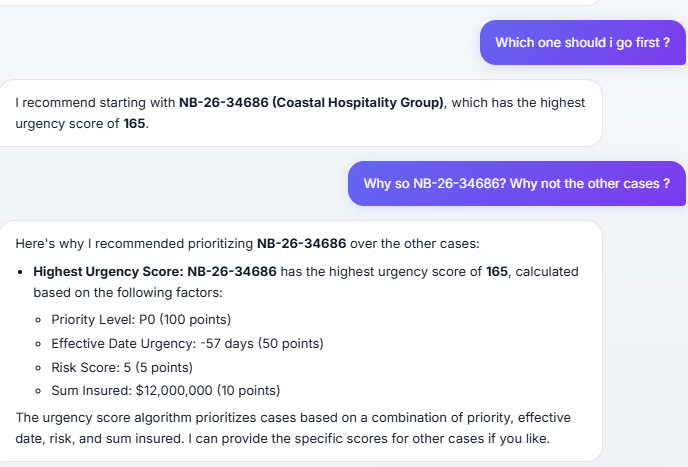 Which one should i go first ?
I recommend starting with NB-26-34686 (Coastal Hospitality Group), which has the highest
urgency score of 165.
Why so NB-26-34686? Why not the other cases ?
Here's why I recommended prioritizing NB-26-34686 over the other cases:
• Highest Urgency Score: NB-26-34686 has the highest urgency score of 165, calculated
based on the following factors:
◦ Priority Level: P0 (100 points)
◦ Effective Date Urgency: -57 days (50 points)
◦ Risk Score: 5 (5 points)
◦ Sum Insured: $12,000,000 (10 points)
The urgency score algorithm prioritizes cases based on a combination of priority, effective
date, risk, and sum insured. I can provide the specific scores for other cases if you like.